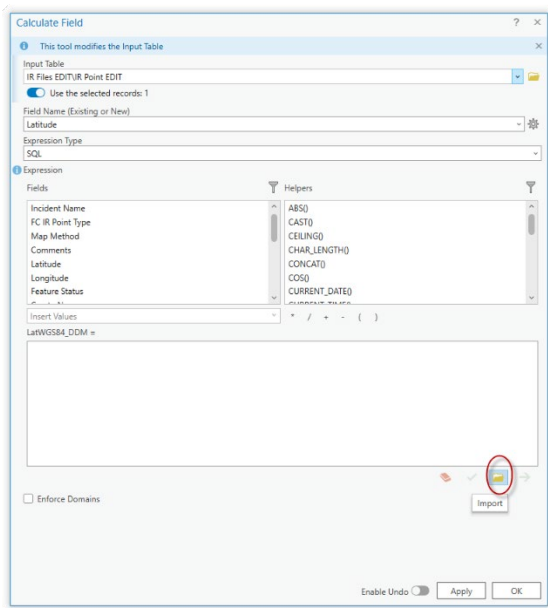 Calculate Field ? ×
This tool modifies the Input Table ×
Input Table
IR Files EDIT\IR Point EDIT
Use the selected records: 1
Field Name (Existing or New)
Latitude
Expression Type
SQL
Expression
Fields Helpers
Incident Name ABS()
FC IR Point Type CAST()
Map Method CEILING()
Comments CHAR_LENGTH()
Latitude CONCAT()
Longitude COS()
Feature Status CURRENT_DATE()
CURRENT_TIME()
Insert Values * / + - ( )
LatWGS84_DDM =
Enforce Domains
Import
Enable Undo Apply OK